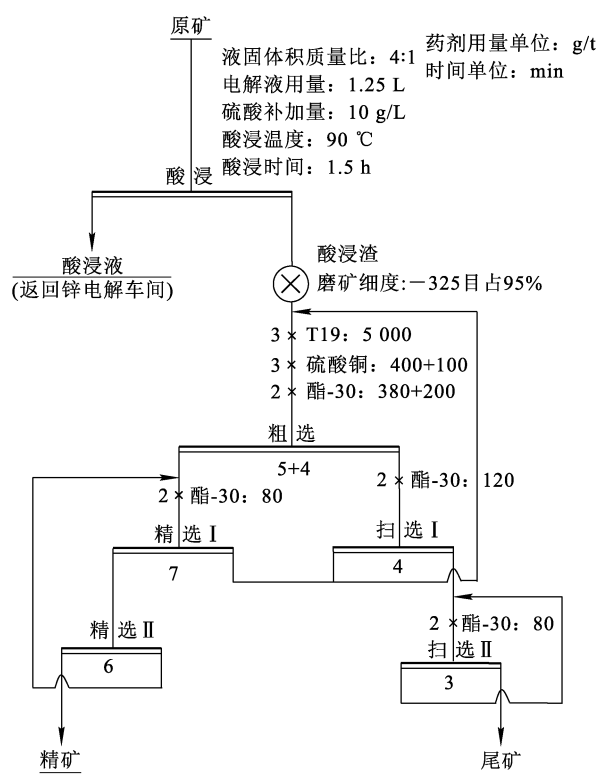 原矿
液固体积质量比：4∶1
药剂用量单位：g/t
电解液用量：1.25 L
时间单位：min
硫酸补加量：10 g/L
酸浸温度：90 ℃
酸浸时间：1.5 h
酸浸
酸浸液
(返回锌电解车间)
酸浸渣
磨矿细度:－325目占95%
3 × T19：5 000
3 × 硫酸铜：400+100
2 × 酯-30：380+200
粗选
5+4
2 × 酯-30：80
2 × 酯-30：120
精选Ⅰ
扫选Ⅰ
7
4
2 × 酯-30：80
精选Ⅱ
扫选Ⅱ
6
3
精矿
尾矿